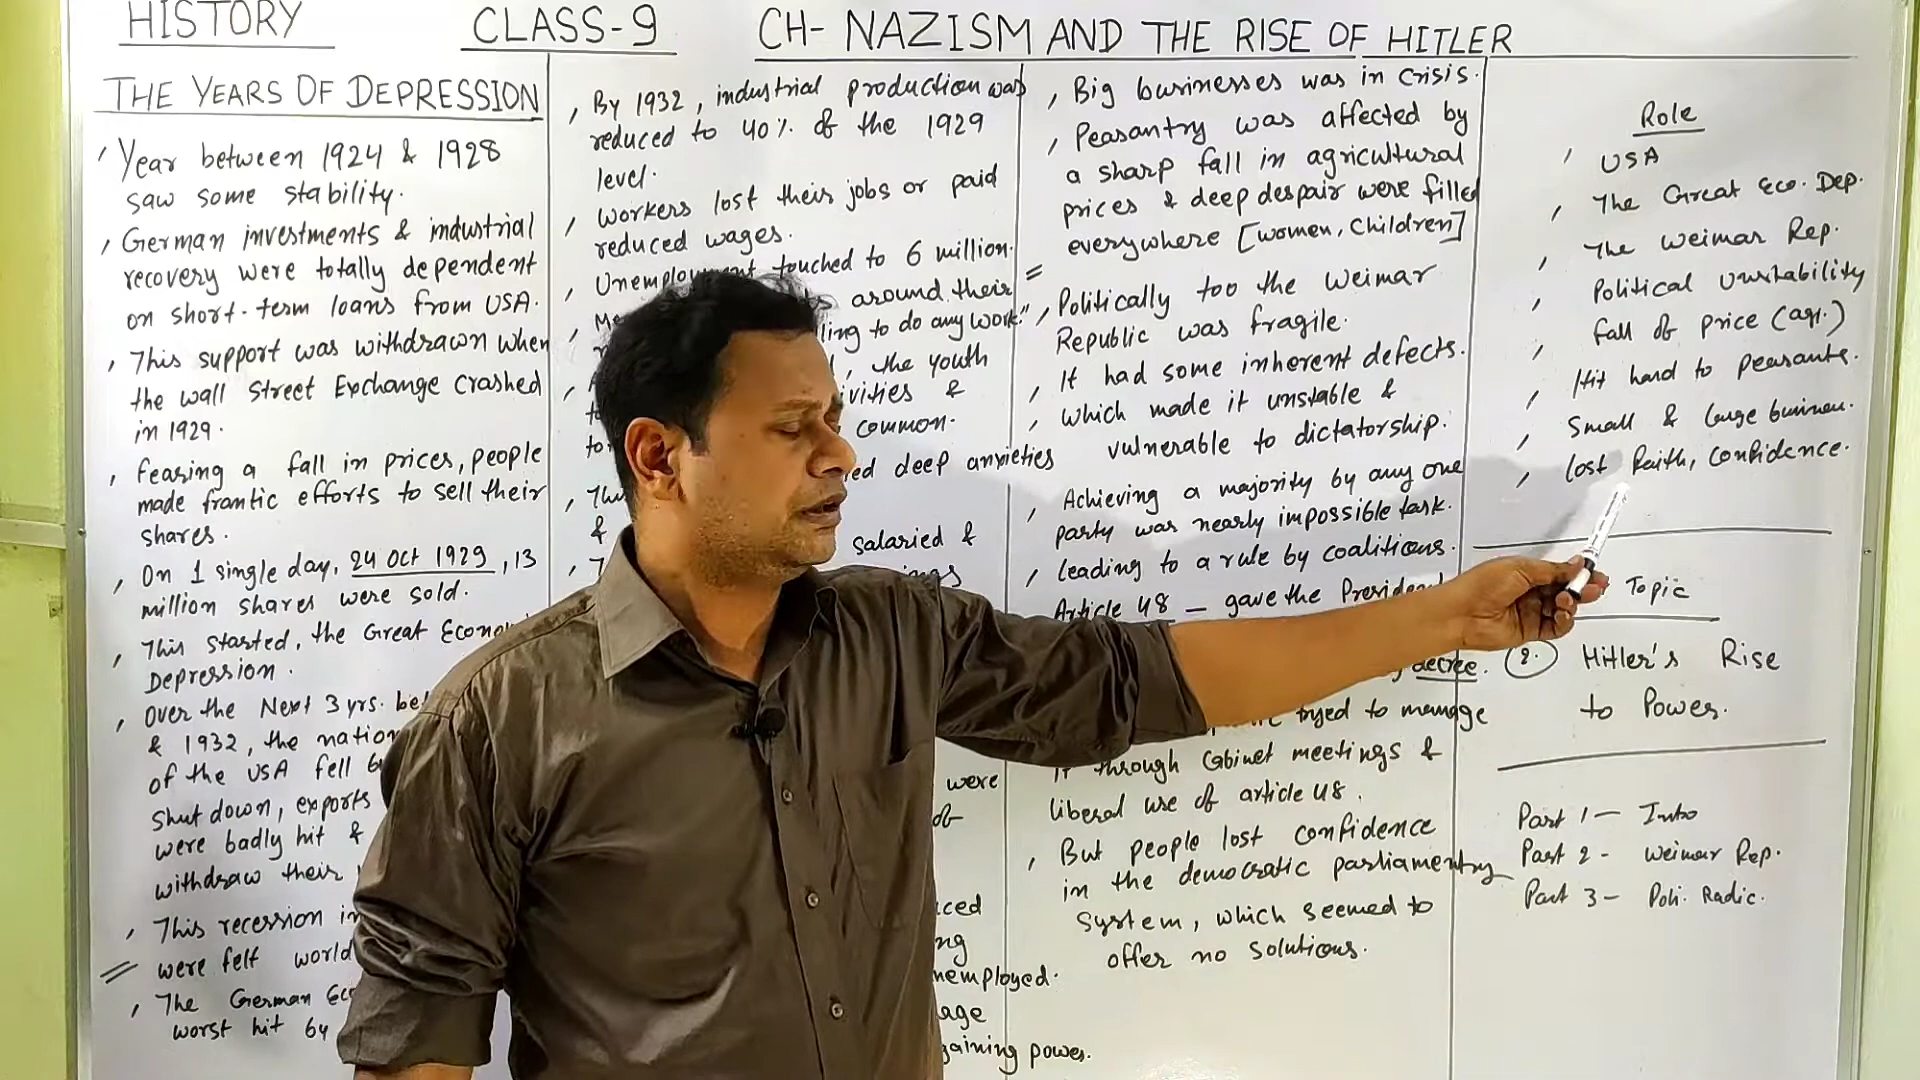 HISTORY CLASS-9 CH- NAZISM AND THE RISE OF HITLER
THE YEARS OF DEPRESSION
Year between 1924 & 1928
saw some stability.
German investments & industrial
recovery were totally dependent
on short-term loans from USA.
This support was withdrawn when
the wall Street Exchange crashed
in 1929.
fearing a fall in prices, people
made frantic efforts to sell their
shares.
On 1 single day, 24 Oct 1929, 13
million shares were sold.
This started, the Great Econo
Depression.
Over the Next 3 yrs. be
& 1932, the nation
of the USA fell
shut down, exports
were badly hit &
withdraw their
This recession in
were felt world
The German Eco
worst hit by
By 1932, industrial production was
reduced to 40% of the 1929
level.
Workers lost their jobs or paid
reduced wages.
Unemployment touched to 6 million.
Me around their
ling to do any work."
, the youth
ivities &
common.
ed deep anxieties
&
salaried &
ings
were
of
ced
ng
nemployed.
age
gaining power.
Big businesses was in crisis.
Peasantry was affected by
a sharp fall in agricultural
prices & deep despair were filled
everywhere [women, children]
Politically too the Weimar
Republic was fragile.
It had some inherent defects.
which made it unstable &
vulnerable to dictatorship.
Achieving a majority by any one
party was nearly impossible task.
leading to a rule by coalitions.
Article 48 — gave the Presiden
decree.
tryed to manage
it through Cabinet meetings &
liberal use of article 48.
But people lost confidence
in the democratic parliamentry
system, which seemed to
offer no solutions.
Role
USA
The Great Eco. Dep.
The Weimar Rep.
Political Unstability
fall of price (agr.)
Hit hard to peasants.
Small & large businen.
lost faith, confidence.
Topic
2. Hitler's Rise
to Power.
Part 1 — Intro
Part 2 - Weimar Rep.
Part 3 — Poli. Radic.